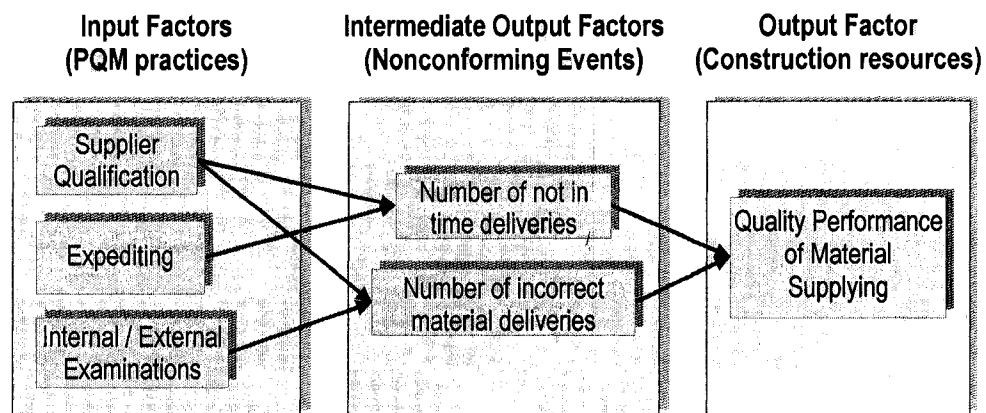 Input Factors
(PQM practices)
Intermediate Output Factors
(Nonconforming Events)
Output Factor
(Construction resources)
Supplier
Qualification
Expediting
Internal / External
Examinations
Number of not in
time deliveries
Number of incorrect
material deliveries
Quality Performance
of Material
Supplying